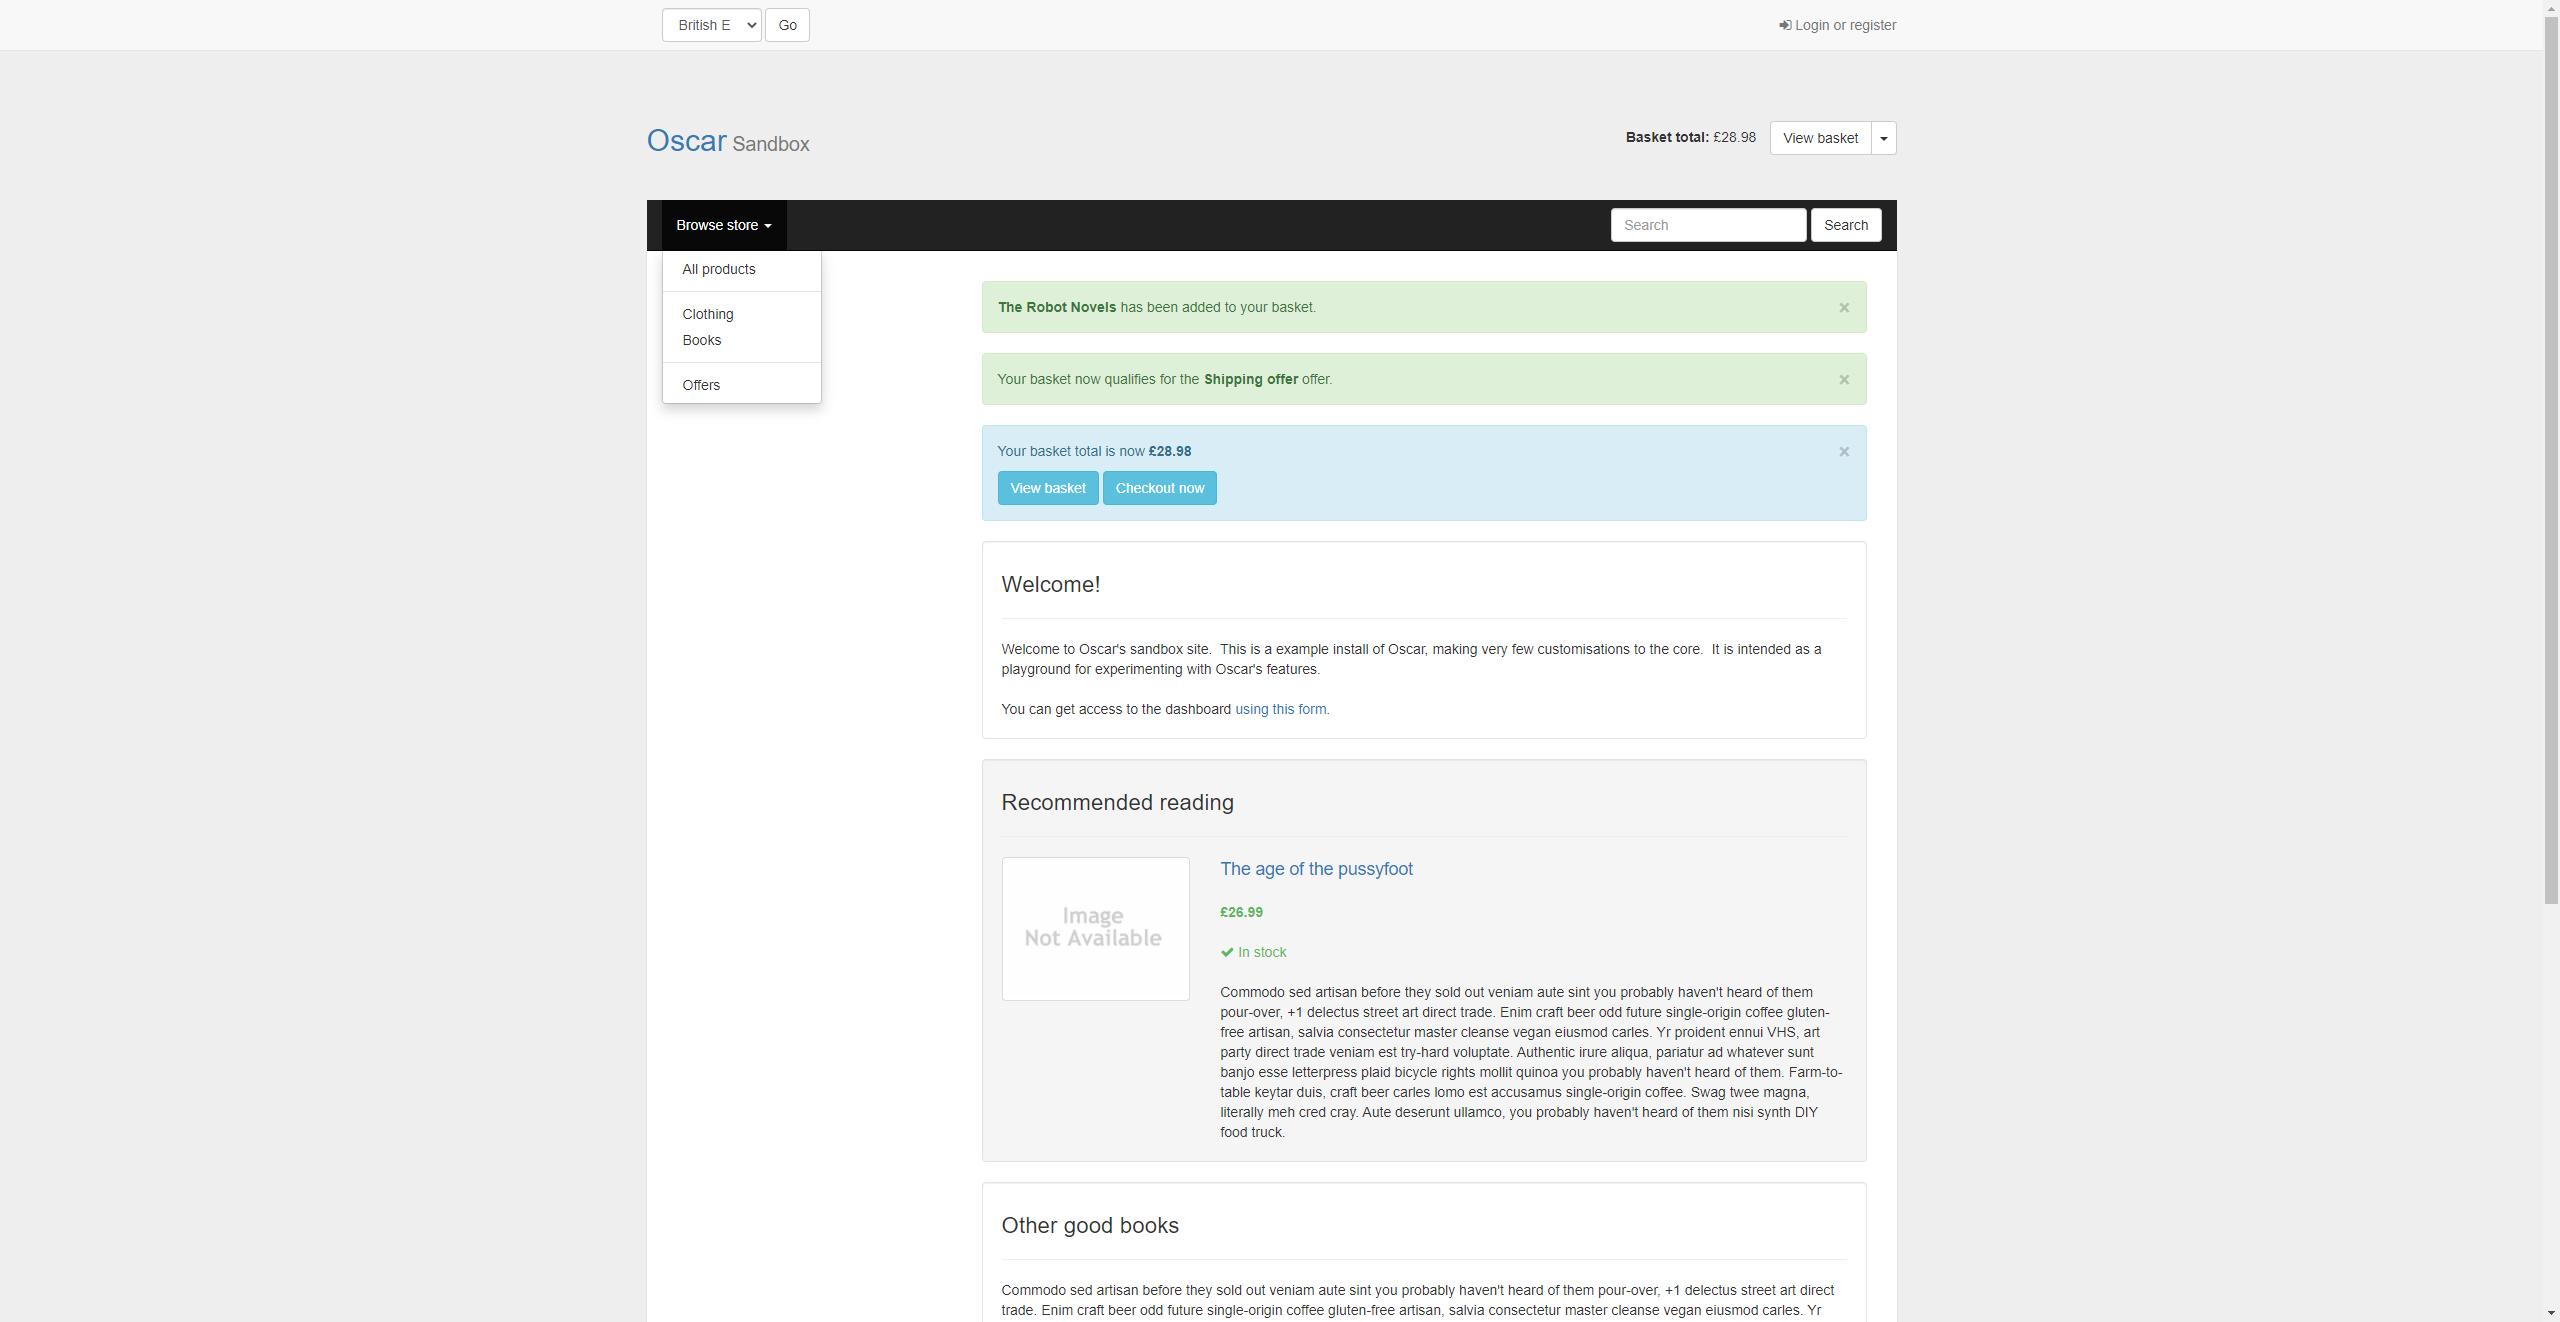 British E
Go
Login or register
Oscar Sandbox
Basket total: £28.98
View basket
Browse store
Search
Search
All products
Clothing
Books
Offers
The Robot Novels has been added to your basket.
×
Your basket now qualifies for the Shipping offer offer.
×
Your basket total is now £28.98
×
View basket
Checkout now
Welcome!
Welcome to Oscar's sandbox site.  This is a example install of Oscar, making very few customisations to the core.  It is intended as a
playground for experimenting with Oscar's features.
You can get access to the dashboard using this form.
Recommended reading
Image
Not Available
The age of the pussyfoot
£26.99
In stock
Commodo sed artisan before they sold out veniam aute sint you probably haven't heard of them
pour-over, +1 delectus street art direct trade. Enim craft beer odd future single-origin coffee gluten-
free artisan, salvia consectetur master cleanse vegan eiusmod carles. Yr proident ennui VHS, art
party direct trade veniam est try-hard voluptate. Authentic irure aliqua, pariatur ad whatever sunt
banjo esse letterpress plaid bicycle rights mollit quinoa you probably haven't heard of them. Farm-to-
table keytar duis, craft beer carles lomo est accusamus single-origin coffee. Swag twee magna,
literally meh cred cray. Aute deserunt ullamco, you probably haven't heard of them nisi synth DIY
food truck.
Other good books
Commodo sed artisan before they sold out veniam aute sint you probably haven't heard of them pour-over, +1 delectus street art direct
trade. Enim craft beer odd future single-origin coffee gluten-free artisan, salvia consectetur master cleanse vegan eiusmod carles. Yr